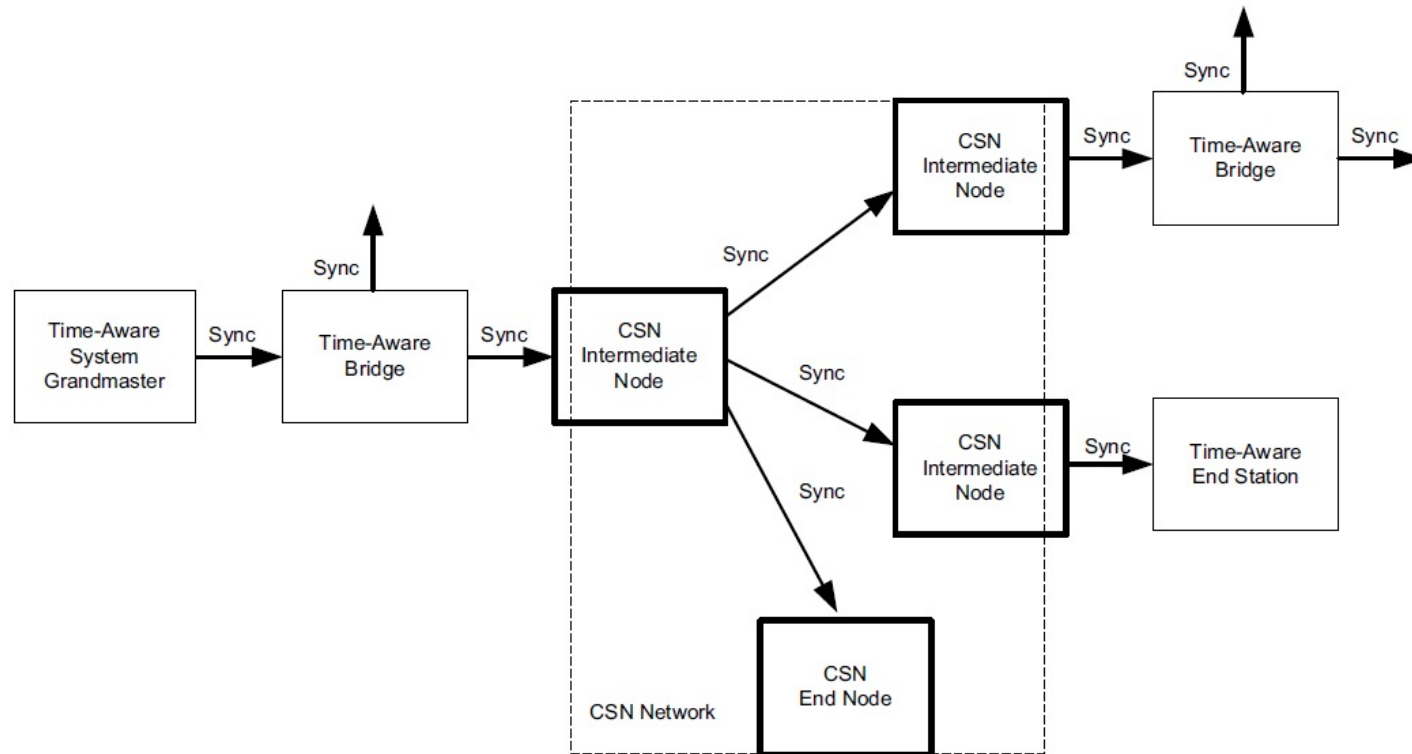 Sync
CSN
Intermediate
Node
Sync
Time-Aware
Bridge
Sync
Sync
Sync
Time-Aware
System
Grandmaster
Sync
Time-Aware
Bridge
Sync
CSN
Intermediate
Node
Sync
CSN
Intermediate
Node
Sync
Time-Aware
End Station
Sync
CSN
End Node
CSN Network